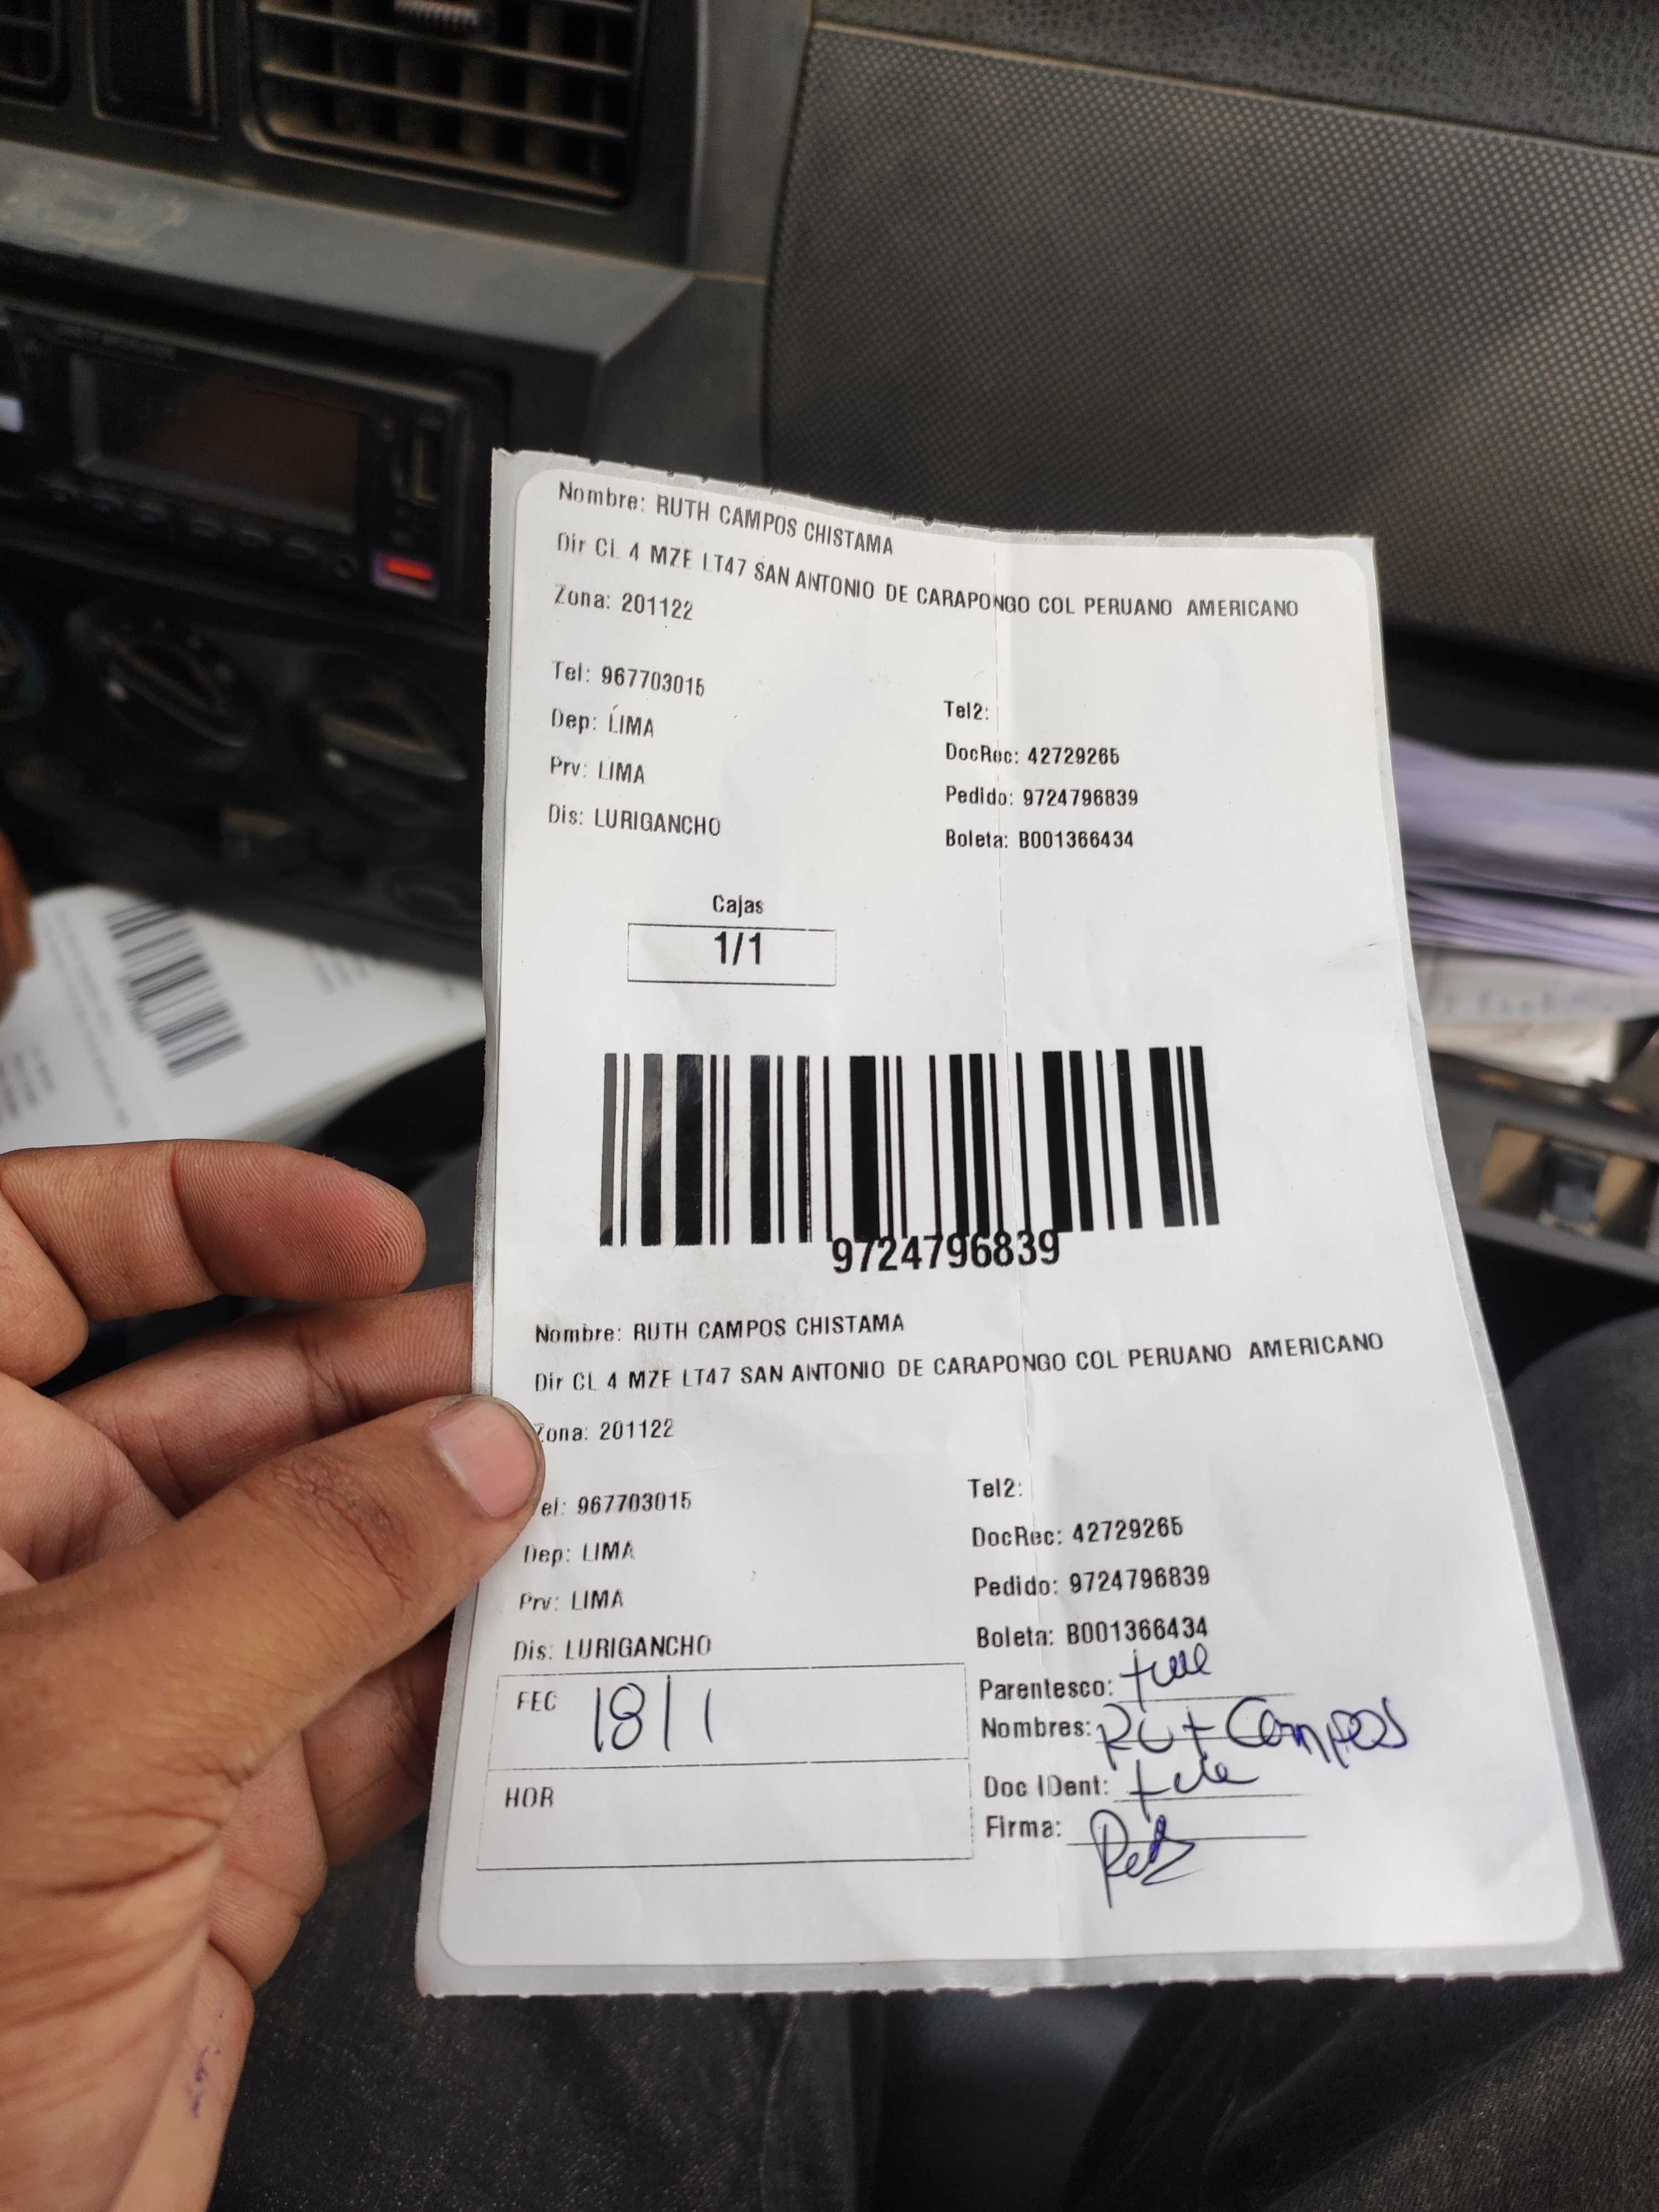 Nombre: RUTH CAMPOS CHISTAMA
Dir CL 4 MZE LT47 SAN ANTONIO DE CARAPONGO COL PERUANO AMERICANO
Zona: 201122
Tel: 967703015
Tel2:
Dep: LIMA
DocRec: 42729265
Prv: LIMA
Pedido: 9724796839
Dis: LURIGANCHO
Boleta: B001366434
Cajas
1/1
9724796839
Nombre: RUTH CAMPOS CHISTAMA
Dir CL 4 MZE LT47 SAN ANTONIO DE CARAPONGO COL PERUANO AMERICANO
Zona: 201122
Tel: 967703015
Tel2:
Dep: LIMA
DocRec: 42729265
Prv: LIMA
Pedido: 9724796839
Dis: LURIGANCHO
Boleta: B001366434
FEC 18/1
Parentesco:
Nombres: Rut Campos
HOR
Doc IDent:
Firma: